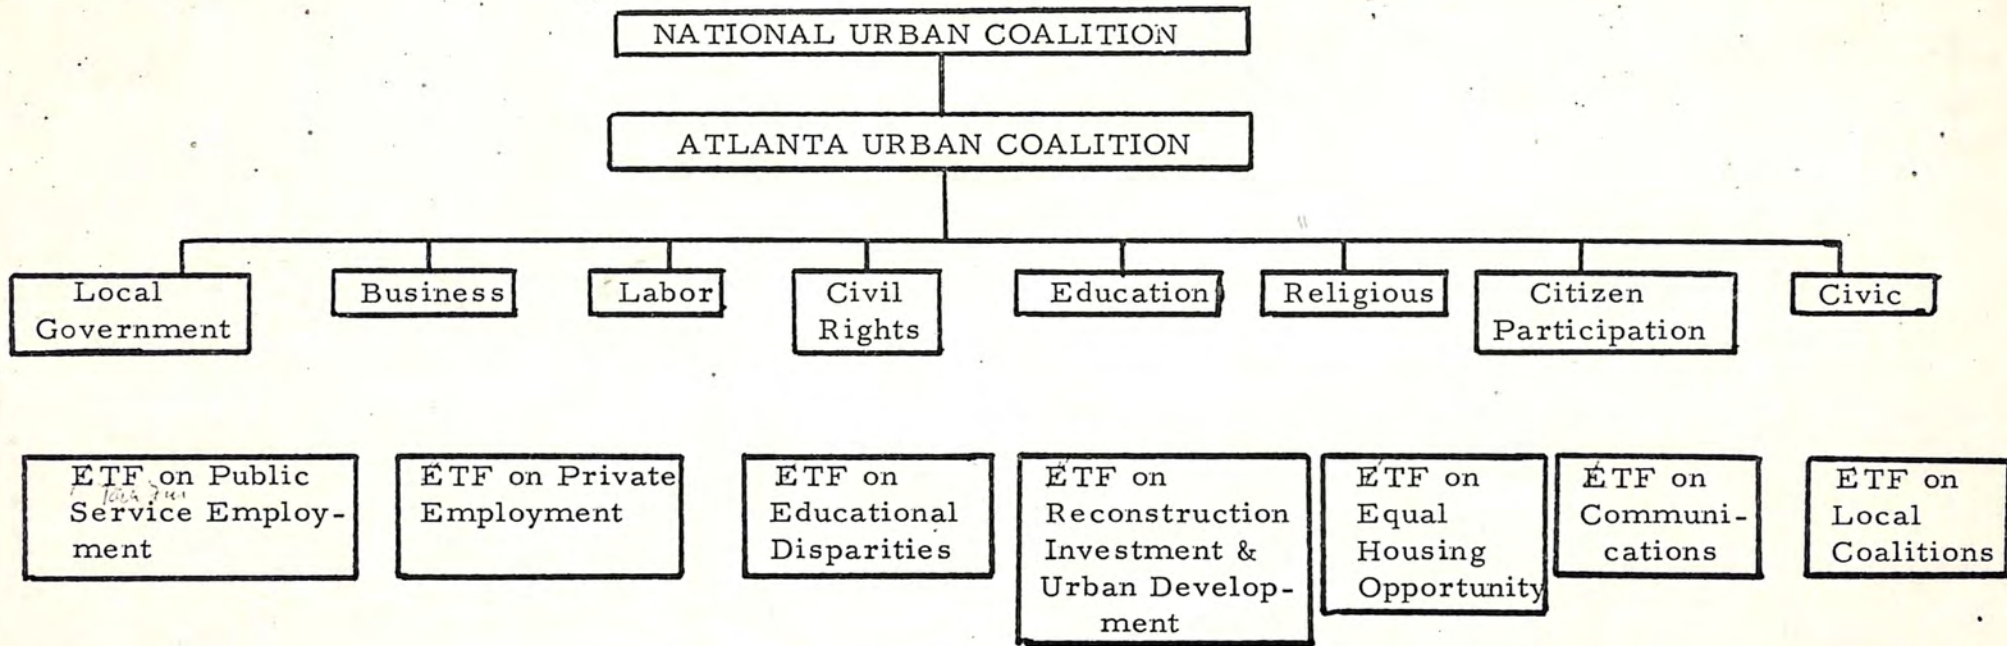 NATIONAL URBAN COALITION
ATLANTA URBAN COALITION
Local
Government
Business
Labor
Civil
Rights
Education
Religious
Citizen
Participation
Civic
ETF on Public
Service Employ-
ment
ETF on Private
Employment
ETF on
Educational
Disparities
ETF on
Reconstruction
Investment &
Urban Develop-
ment
ETF on
Equal
Housing
Opportunity
ETF on
Communi-
cations
ETF on
Local
Coalitions